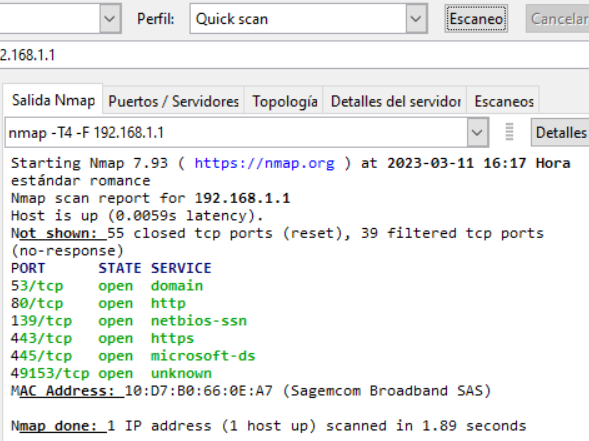 Perfil: Quick scan Escaneo Cancelar
2.168.1.1
Salida Nmap Puertos / Servidores Topología Detalles del servidor Escaneos
nmap -T4 -F 192.168.1.1 Detalles
Starting Nmap 7.93 ( https://nmap.org ) at 2023-03-11 16:17 Hora
estándar romance
Nmap scan report for 192.168.1.1
Host is up (0.0059s latency).
Not shown: 55 closed tcp ports (reset), 39 filtered tcp ports
(no-response)
PORT STATE SERVICE
53/tcp open domain
80/tcp open http
139/tcp open netbios-ssn
443/tcp open https
445/tcp open microsoft-ds
49153/tcp open unknown
MAC Address: 10:D7:B0:66:0E:A7 (Sagemcom Broadband SAS)
Nmap done: 1 IP address (1 host up) scanned in 1.89 seconds